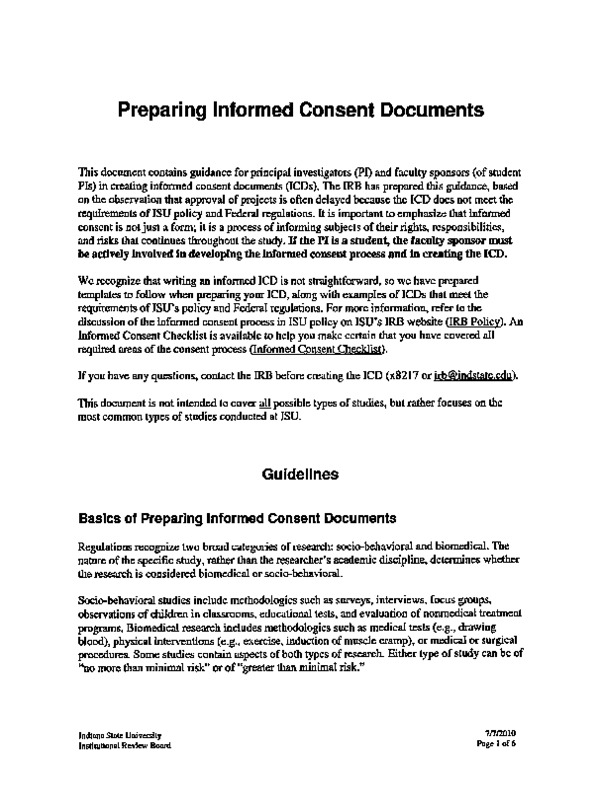 Preparing Informed Consent Documents
This document contains guidance for principal investigators (PI) and faculty sponsors (of student
PIs) in creating informed consent documents (ICDs). The IRB has prepared this guidance, based
on the observation that approval of projects is often delayed because the ICD does not meet the
requirements of ISU policy and Federal regulations. It is important to emphasize that informed
consent is not just a form; it is a process of informing subjects of their rights, responsibilities,
and risks that continues throughout the study. If the PI is a student, the faculty sponsor must
be actively involved in developing the informed consent process and in creating the ICD.
We recognize that writing an informed ICD is not straightforward, so we have prepared
templates to follow when preparing your ICD, along with examples of ICDs that meet the
requirements of ISU's policy and Federal regulations. For more information, refer to the
discussion of the informed consent process in ISU policy on ISU's IRB website (IRB Policy). An
Informed Consent Checklist is available to help you make certain that you have covered all
required areas of the consent process (Informed Consent Checklist).
If you have any questions, contact the IRB before creating the ICD (x8217 or irb@indstate.edu).
This document is not intended to cover all possible types of studies, but rather focuses on the
most common types of studies conducted at ISU.
Guidelines
Basics of Preparing Informed Consent Documents
Regulations recognize two broad categories of research: socio-behavioral and biomedical. The
nature of the specific study, rather than the researcher's academic discipline, determines whether
the research is considered biomedical or socio-behavioral.
Socio-behavioral studies include methodologies such as surveys, interviews, focus groups,
observations of children in classrooms, educational tests, and evaluation of nonmedical treatment
programs. Biomedical research includes methodologies such as medical tests (e.g., drawing
blood), physical interventions (e.g., exercise, induction of muscle cramp), or medical or surgical
procedures. Some studies contain aspects of both types of research. Either type of study can be of
"no more than minimal risk" or of "greater than minimal risk."
Indiana State University
Institutional Review Board
7/7/2010
Page 1 of 6